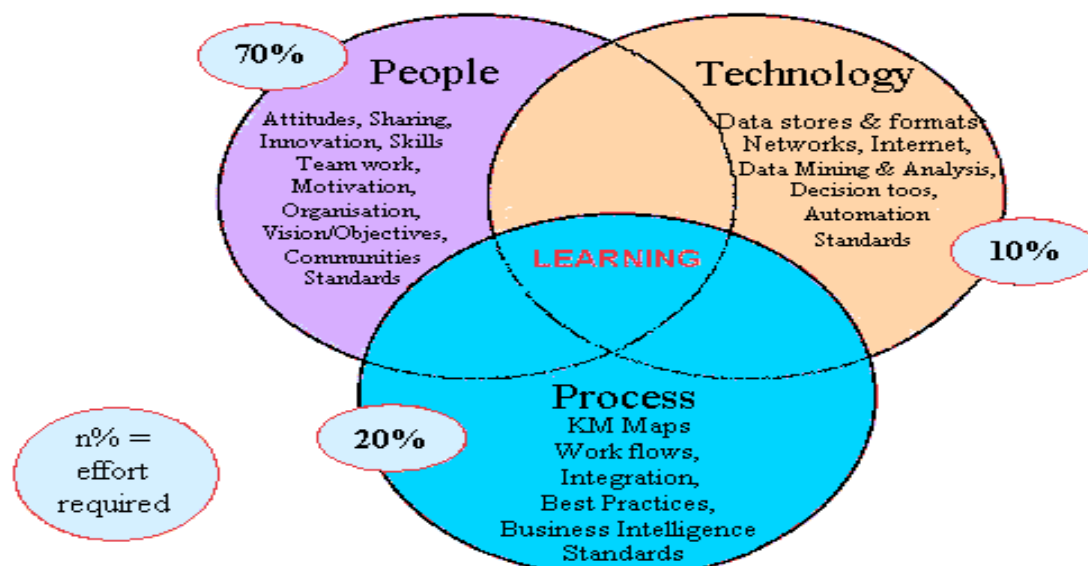 70%
People
Attitudes, Sharing,
Innovation, Skills
Team work,
Motivation,
Organisation,
Vision/Objectives,
Communities
Standards
Technology
Data stores & formats
Networks, Internet,
Data Mining & Analysis,
Decision toos,
Automation
Standards
10%
LEARNING
Process
KM Maps
Work flows,
Integration,
Best Practices,
Business Intelligence
Standards
20%
n% =
effort
required